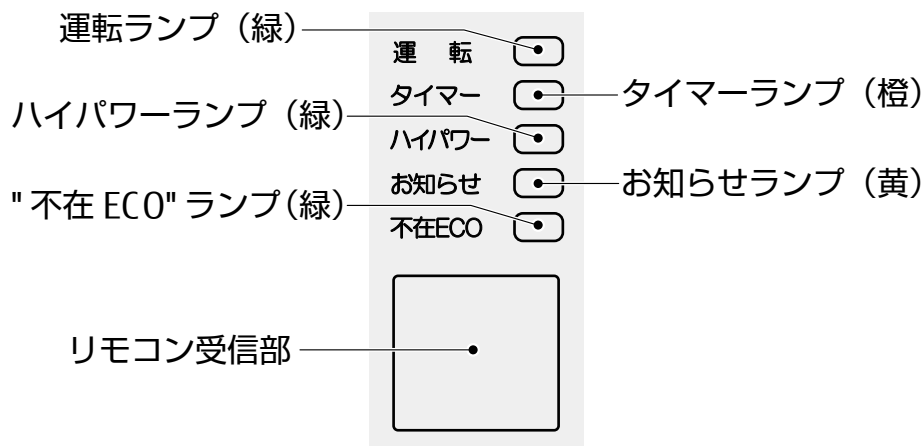 運転ランプ（緑）
運 転
タイマー
タイマーランプ（橙）
ハイパワーランプ（緑）
ハイパワー
お知らせ
お知らせランプ（黄）
"不在 ECO" ランプ（緑）
不在ECO
リモコン受信部